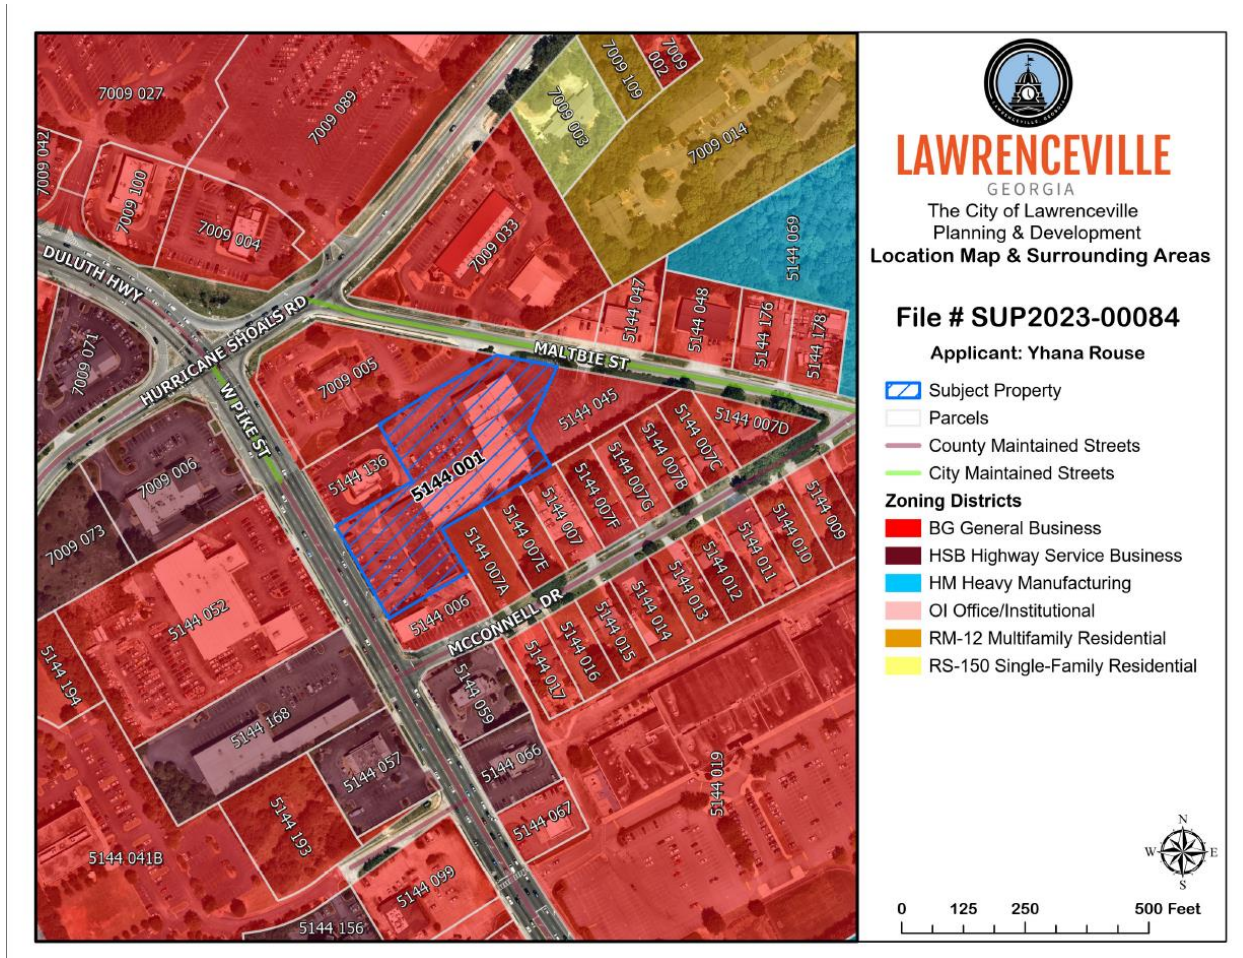 7009 027
7009 089
7009 042
7009 100
7009 004
7009 109
7009 002
7009 003
7009 014
7009 033
5144 069
DULUTH HWY
HURRICANE SHOALS RD
W PIKE ST
MALTBIE ST
MCCONNELL DR
5144 047
5144 048
5144 176
5144 178
7009 071
7009 005
5144 045
5144 007D
5144 007C
5144 007B
5144 007G
5144 007F
5144 007
5144 007E
5144 007A
5144 136
5144 001
7009 006
7009 073
5144 009
5144 010
5144 011
5144 012
5144 013
5144 014
5144 015
5144 016
5144 017
5144 006
5144 052
5144 194
5144 168
5144 059
5144 066
5144 057
5144 067
5144 019
5144 193
5144 041B
5144 099
5144 156
LAWRENCEVILLE
GEORGIA
The City of Lawrenceville
Planning & Development
Location Map & Surrounding Areas
File # SUP2023-00084
Applicant: Yhana Rouse
Subject Property
Parcels
County Maintained Streets
City Maintained Streets
Zoning Districts
BG General Business
HSB Highway Service Business
HM Heavy Manufacturing
OI Office/Institutional
RM-12 Multifamily Residential
RS-150 Single-Family Residential
N
W E
S
0 125 250 500 Feet